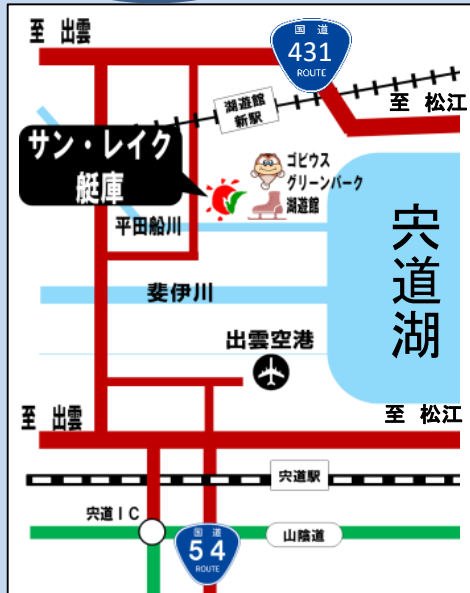 至 出雲
国道
431
ROUTE
湖遊館
新駅
至 松江
サン・レイク
艇庫
ゴビウス
グリーンパーク
湖遊館
平田船川
宍道湖
斐伊川
出雲空港
至 出雲
至 松江
宍道駅
宍道IC
国道
54
ROUTE
山陰道